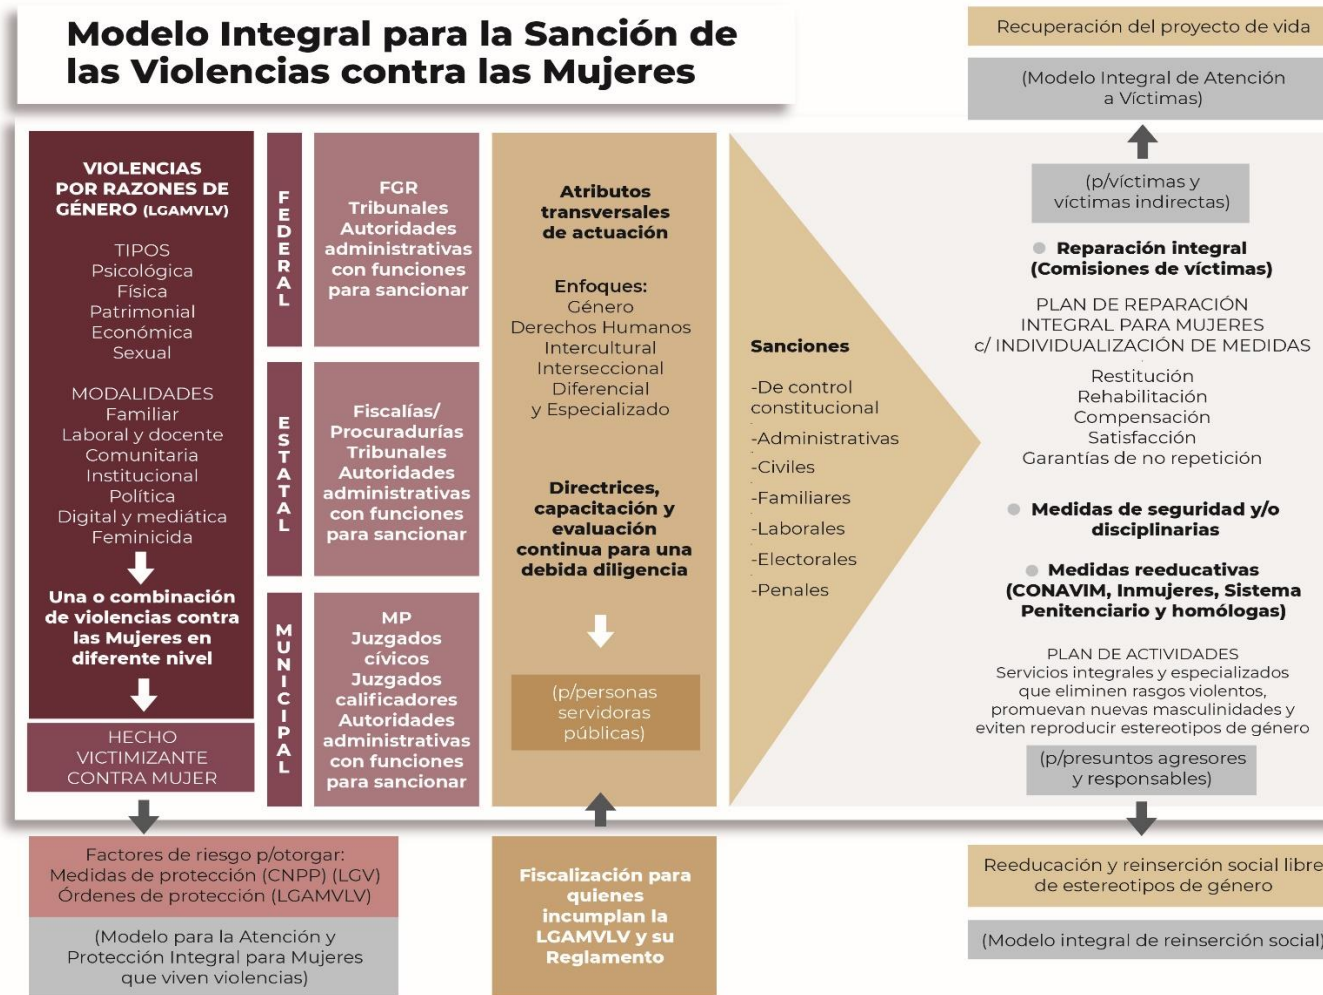 Modelo Integral para la Sanción de
las Violencias contra las Mujeres
VIOLENCIAS
POR RAZONES DE
GÉNERO (LGAMVLV)
TIPOS
Psicológica
Física
Patrimonial
Económica
Sexual
MODALIDADES
Familiar
Laboral y docente
Comunitaria
Institucional
Política
Digital y mediática
Feminicida
Una o combinación
de violencias contra
las Mujeres en
diferente nivel
HECHO
VICTIMIZANTE
CONTRA MUJER
Factores de riesgo p/otorgar:
Medidas de protección (CNPP) (LGV)
Órdenes de protección (LGAMVLV)
(Modelo para la Atención y
Protección Integral para Mujeres
que viven violencias)
FEDERAL
FGR
Tribunales
Autoridades
administrativas
con funciones
para sancionar
ESTATAL
Fiscalías/
Procuradurías
Tribunales
Autoridades
administrativas
con funciones
para sancionar
MUNICIPAL
MP
Juzgados
cívicos
Juzgados
calificadores
Autoridades
administrativas
con funciones
para sancionar
Atributos
transversales
de actuación
Enfoques:
Género
Derechos Humanos
Intercultural
Interseccional
Diferencial
y Especializado
Directrices,
capacitación y
evaluación
continua para una
debida diligencia
(p/personas
servidoras
públicas)
Fiscalización para
quienes
incumplan la
LGAMVLV y su
Reglamento
Sanciones
-De control
constitucional
-Administrativas
-Civiles
-Familiares
-Laborales
-Electorales
-Penales
Recuperación del proyecto de vida
(Modelo Integral de Atención
a Víctimas)
(p/víctimas y
víctimas indirectas)
Reparación integral
(Comisiones de víctimas)
PLAN DE REPARACIÓN
INTEGRAL PARA MUJERES
c/ INDIVIDUALIZACIÓN DE MEDIDAS
Restitución
Rehabilitación
Compensación
Satisfacción
Garantías de no repetición
Medidas de seguridad y/o
disciplinarias
Medidas reeducativas
(CONAVIM, Inmujeres, Sistema
Penitenciario y homólogas)
PLAN DE ACTIVIDADES
Servicios integrales y especializados
que eliminen rasgos violentos,
promuevan nuevas masculinidades y
eviten reproducir estereotipos de género
(p/presuntos agresores
y responsables)
Reeducación y reinserción social libre
de estereotipos de género
(Modelo integral de reinserción social)